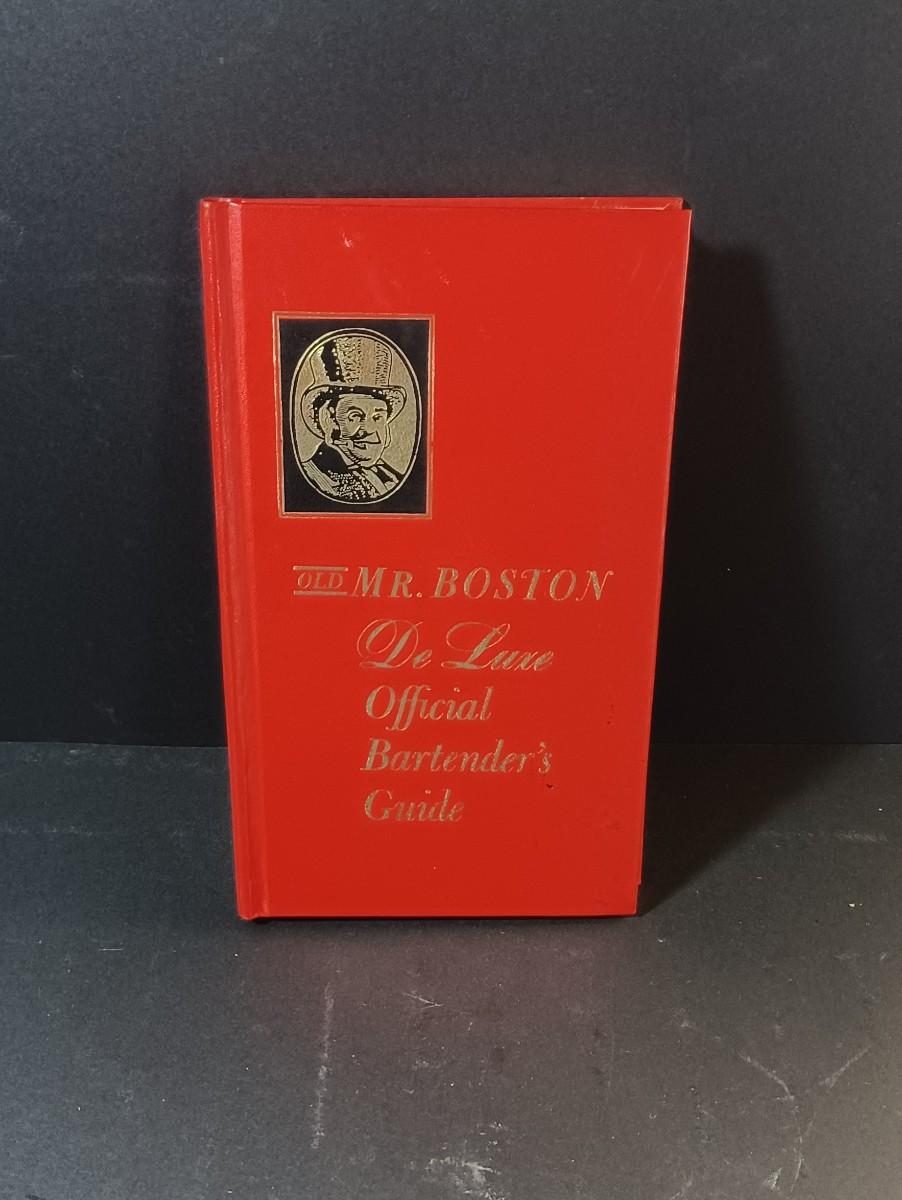 OLD MR. BOSTON
De Luxe
Official
Bartender's
Guide